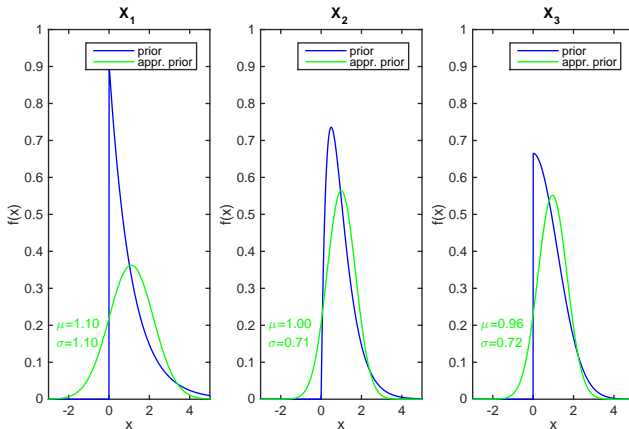 X1
prior
appr. prior
1
0.9
0.8
0.7
0.6
0.5
0.4
0.3
0.2
0.1
0
f(x)
μ=1.10
σ=1.10
-2 0 2 4
x
X2
prior
appr. prior
1
0.9
0.8
0.7
0.6
0.5
0.4
0.3
0.2
0.1
0
f(x)
μ=1.00
σ=0.71
-2 0 2 4
x
X3
prior
appr. prior
1
0.9
0.8
0.7
0.6
0.5
0.4
0.3
0.2
0.1
0
f(x)
μ=0.96
σ=0.72
-2 0 2 4
x